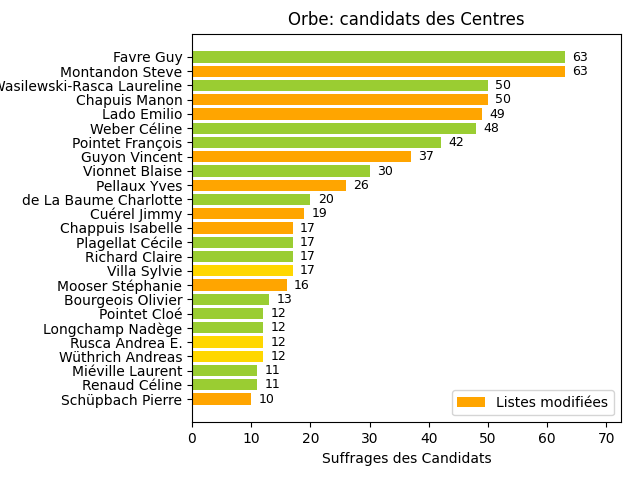 Orbe: candidats des Centres
Favre Guy 63
Montandon Steve 63
Wasilewski-Rasca Laureline 50
Chapuis Manon 50
Lado Emilio 49
Weber Céline 48
Pointet François 42
Guyon Vincent 37
Vionnet Blaise 30
Pellaux Yves 26
de La Baume Charlotte 20
Cuérel Jimmy 19
Chappuis Isabelle 17
Plagellat Cécile 17
Richard Claire 17
Villa Sylvie 17
Mooser Stéphanie 16
Bourgeois Olivier 13
Pointet Cloé 12
Longchamp Nadège 12
Rusca Andrea E. 12
Wüthrich Andreas 12
Miéville Laurent 11
Renaud Céline 11
Schüpbach Pierre 10
Listes modifiées
0 10 20 30 40 50 60 70
Suffrages des Candidats